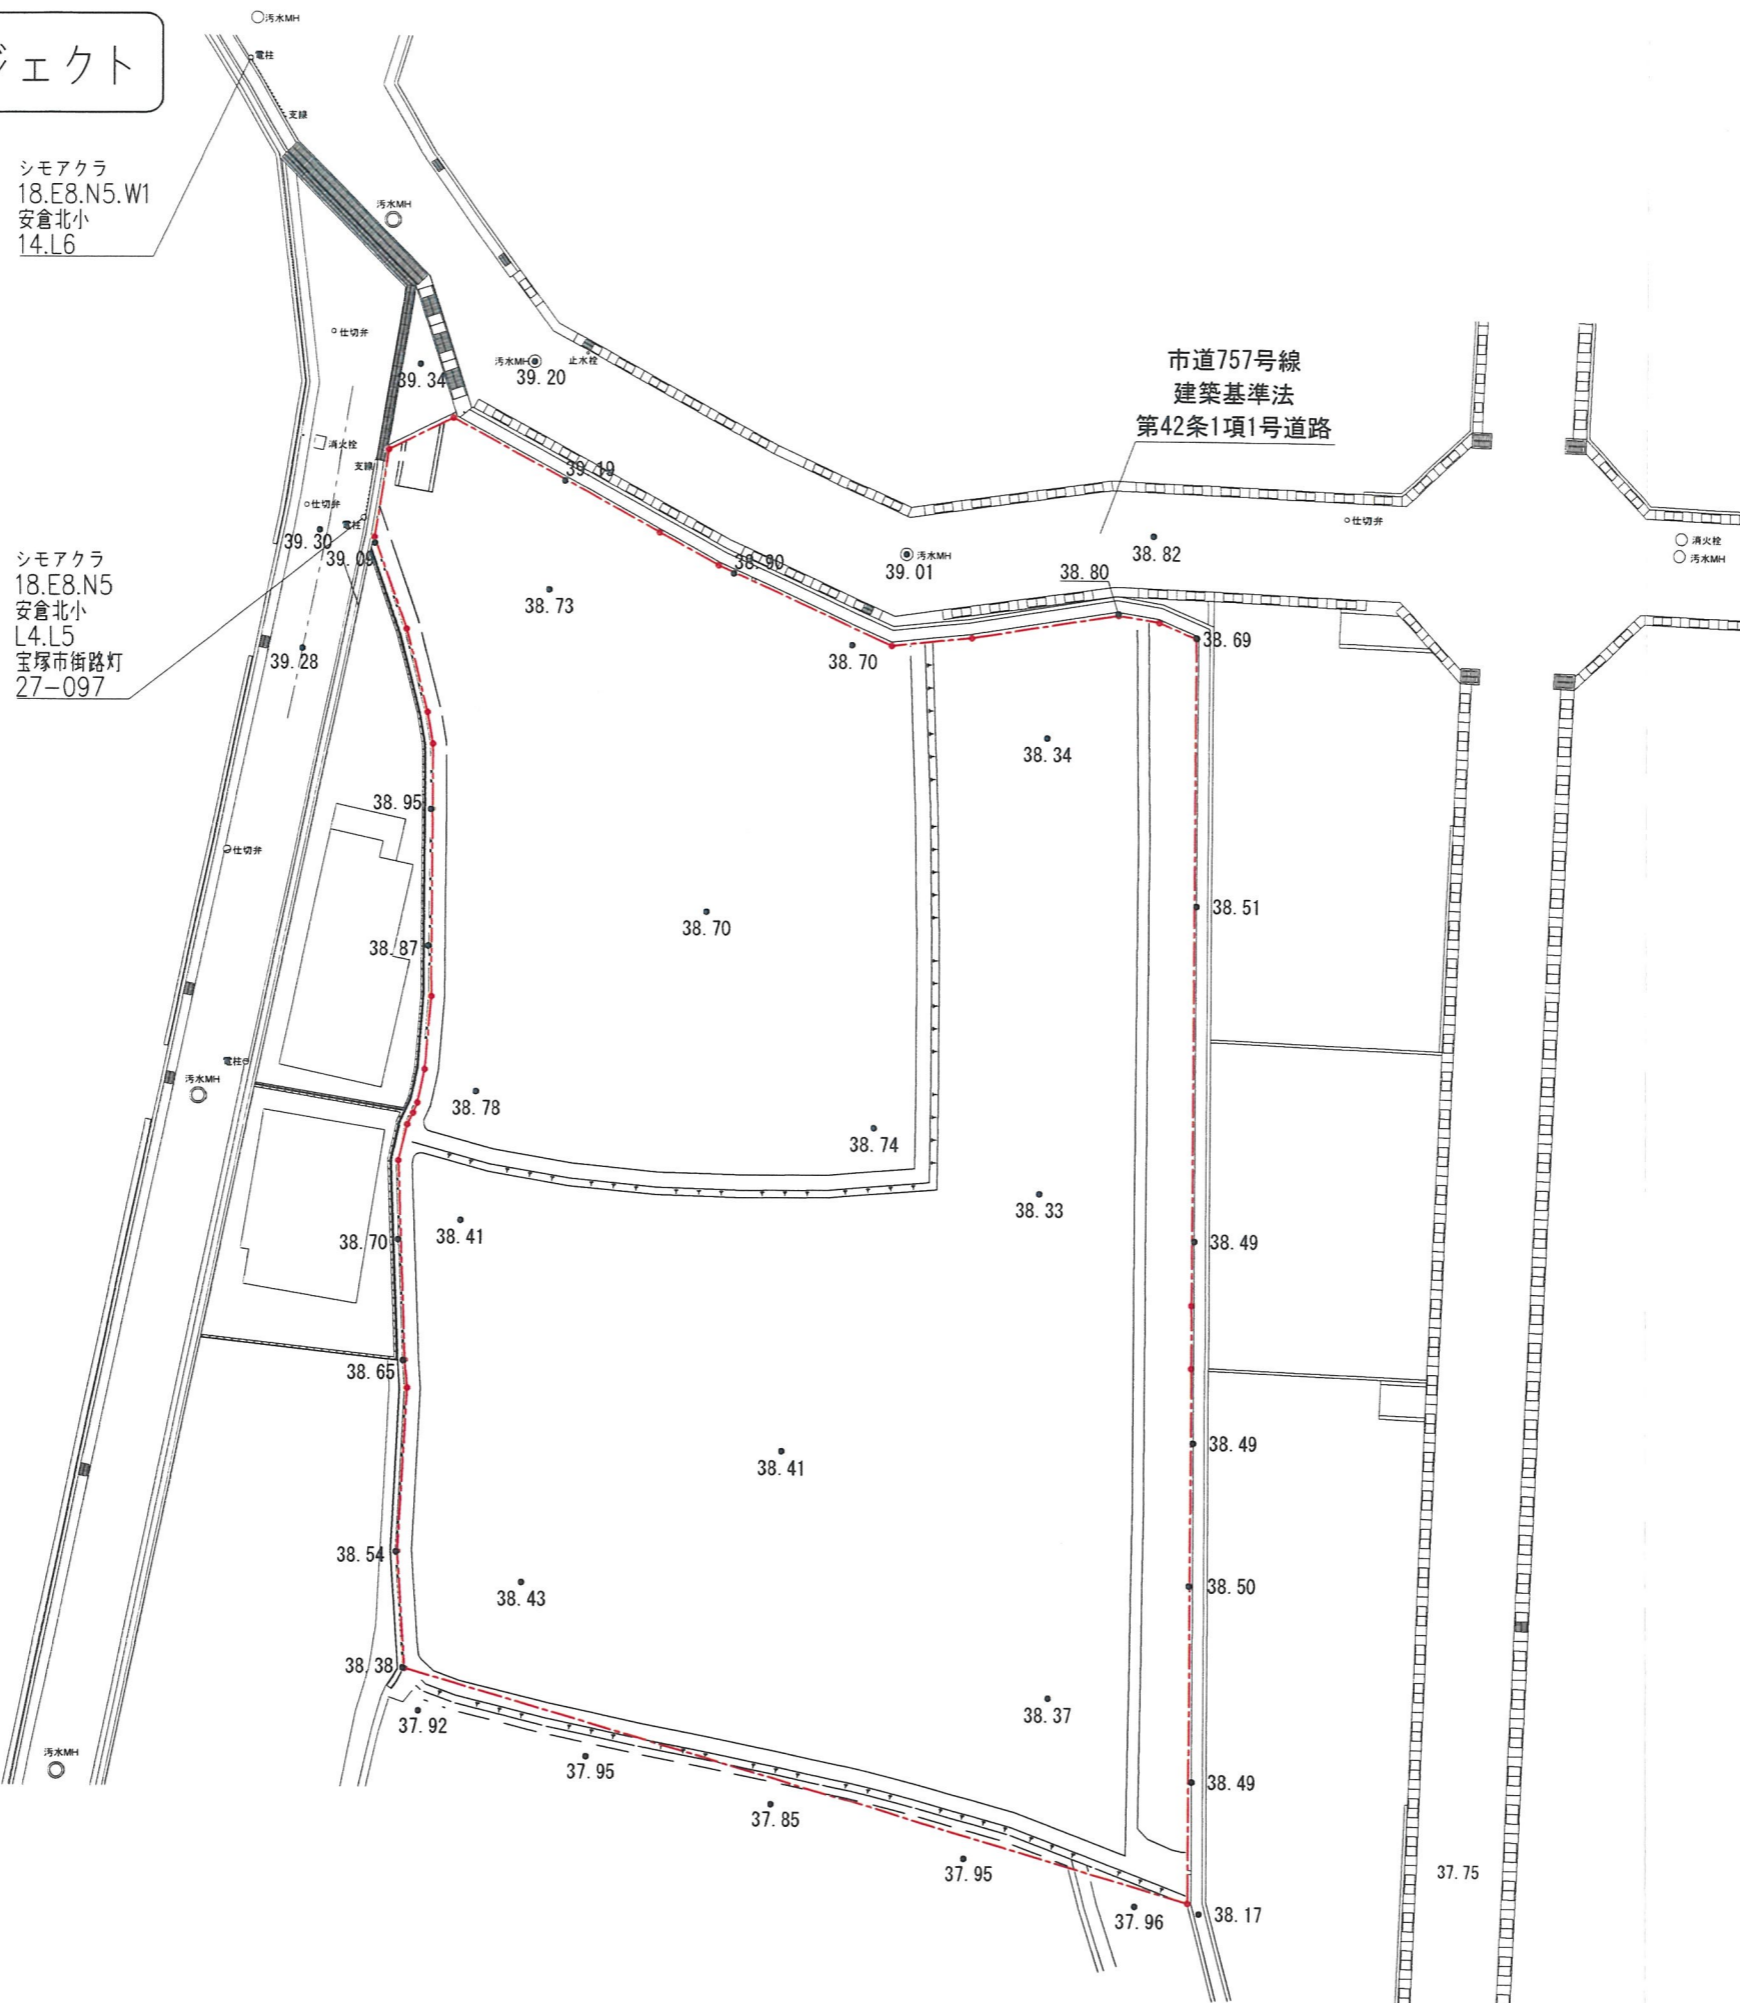 汚水MH
電柱
ジェクト
支線
シモアクラ
18.E8.N5.W1
安倉北小
14.L6
汚水MH
仕切弁
39.34
汚水MH
39.20
止水栓
市道757号線
建築基準法
第42条1項1号道路
消火栓
支線
39.19
仕切弁
電柱
39.30
39.09
仕切弁
38.82
消火栓
汚水MH
汚水MH
39.01
38.90
38.80
38.73
シモアクラ
18.E8.N5
安倉北小
L4.L5
宝塚市街路灯
27-097
39.28
38.70
38.69
38.34
38.95
仕切弁
38.70
38.51
38.87
電柱
汚水MH
38.78
38.74
38.33
38.70
38.41
38.49
38.65
38.41
38.49
38.54
38.43
38.50
38.38
37.92
38.37
汚水MH
37.95
38.49
37.85
37.95
37.75
37.96
38.17